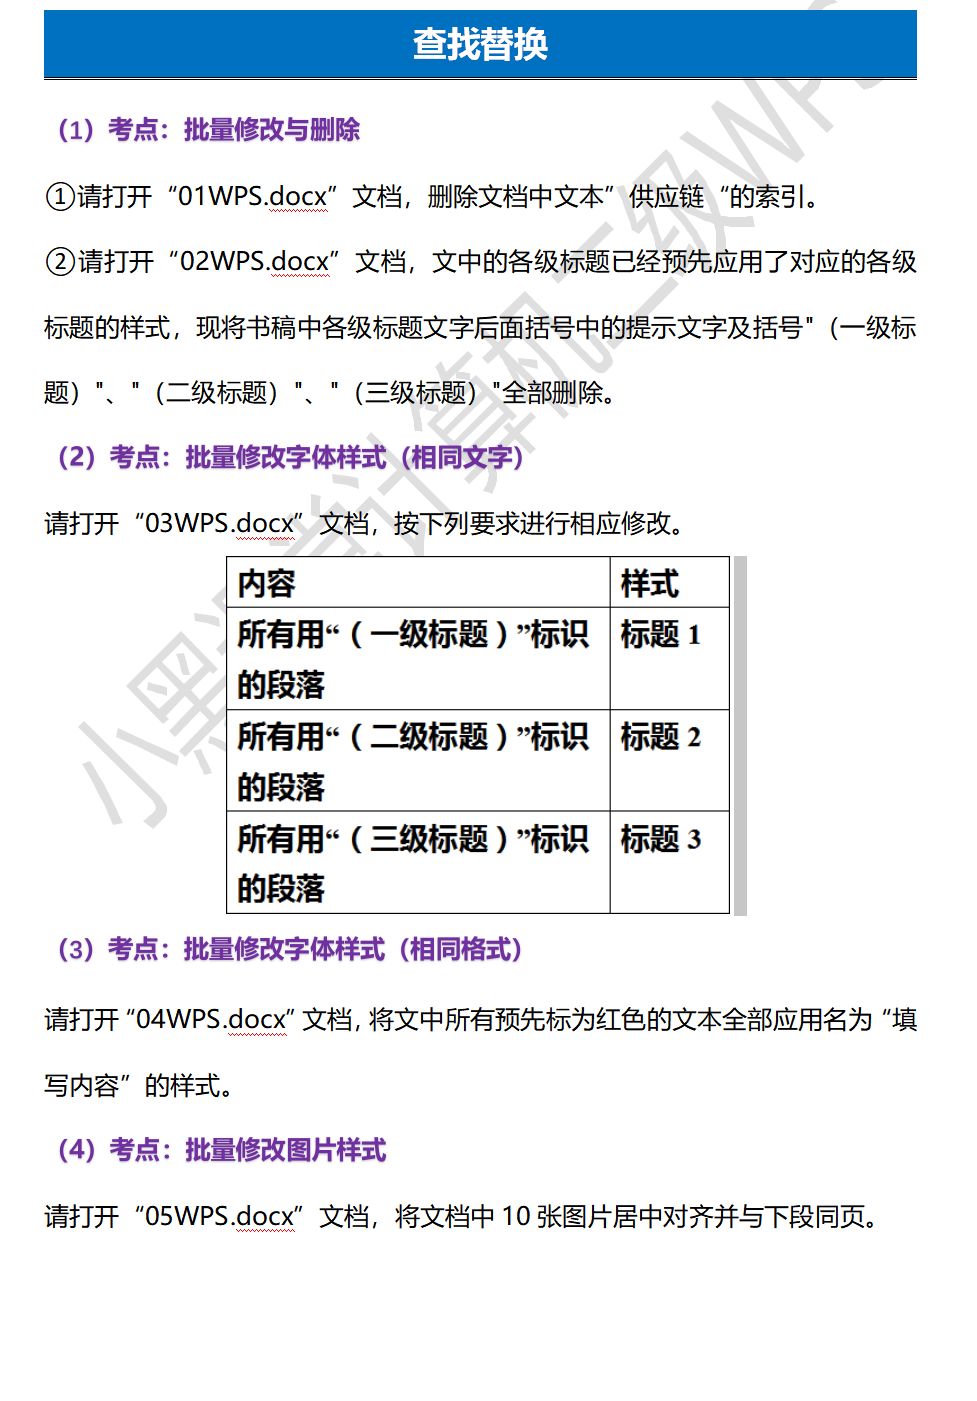 查找替换
（1）考点：批量修改与删除
①请打开“01WPS.docx”文档，删除文档中文本”供应链“的索引。
②请打开“02WPS.docx”文档，文中的各级标题已经预先应用了对应的各级
标题的样式，现将书稿中各级标题文字后面括号中的提示文字及括号"（一级标
题）"、"（二级标题）"、"（三级标题）"全部删除。
（2）考点：批量修改字体样式（相同文字）
请打开“03WPS.docx”文档，按下列要求进行相应修改。
内容 样式
所有用“（一级标题）”标识 标题 1
的段落
所有用“（二级标题）”标识 标题 2
的段落
所有用“（三级标题）”标识 标题 3
的段落
（3）考点：批量修改字体样式（相同格式）
请打开“04WPS.docx”文档，将文中所有预先标为红色的文本全部应用名为“填
写内容”的样式。
（4）考点：批量修改图片样式
请打开“05WPS.docx”文档，将文档中 10 张图片居中对齐并与下段同页。